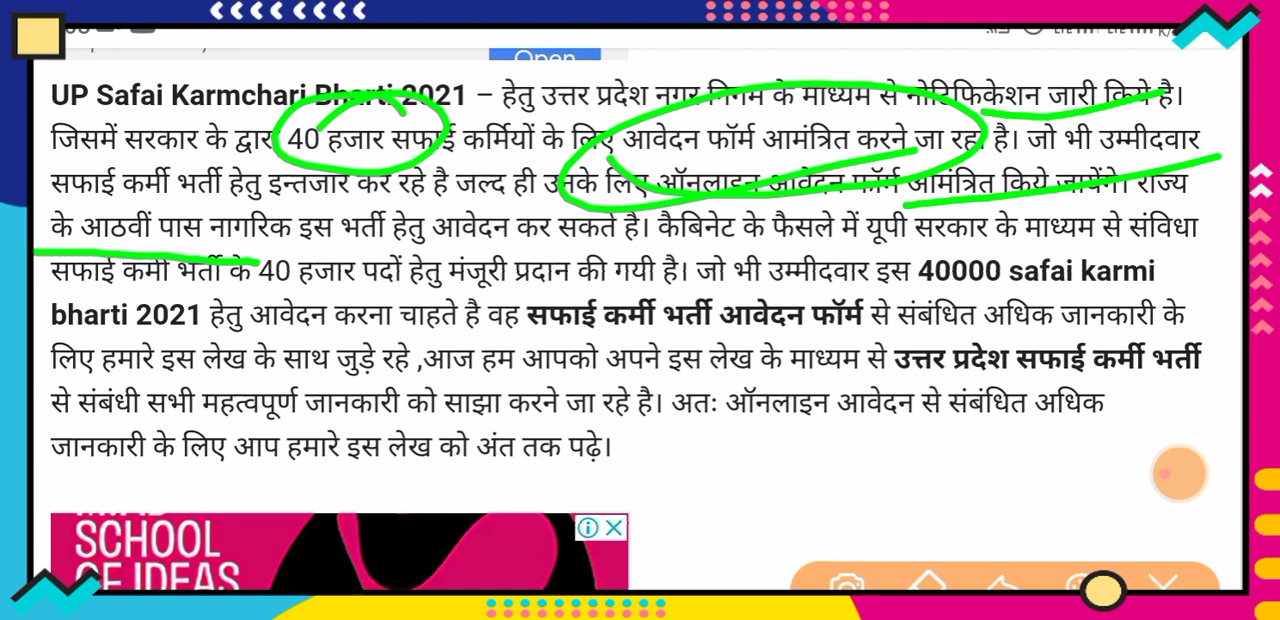 Open
UP Safai Karmchari Bharti 2021 – हेतु उत्तर प्रदेश नगर निगम के माध्यम से नोटिफिकेशन जारी किये है।
जिसमें सरकार के द्वारा 40 हजार सफाई कर्मियों के लिए आवेदन फॉर्म आमंत्रित करने जा रहा है। जो भी उम्मीदवार
सफाई कर्मी भर्ती हेतु इन्तजार कर रहे है जल्द ही उनके लिए ऑनलाइन आवेदन फॉर्म आमंत्रित किये जायेंगे। राज्य
के आठवीं पास नागरिक इस भर्ती हेतु आवेदन कर सकते है। कैबिनेट के फैसले में यूपी सरकार के माध्यम से संविधा
सफाई कर्मी भर्ती के 40 हजार पदों हेतु मंजूरी प्रदान की गयी है। जो भी उम्मीदवार इस 40000 safai karmi
bharti 2021 हेतु आवेदन करना चाहते है वह सफाई कर्मी भर्ती आवेदन फॉर्म से संबंधित अधिक जानकारी के
लिए हमारे इस लेख के साथ जुड़े रहे ,आज हम आपको अपने इस लेख के माध्यम से उत्तर प्रदेश सफाई कर्मी भर्ती
से संबंधी सभी महत्वपूर्ण जानकारी को साझा करने जा रहे है। अतः ऑनलाइन आवेदन से संबंधित अधिक
जानकारी के लिए आप हमारे इस लेख को अंत तक पढ़े।
SCHOOL
OF IDEAS